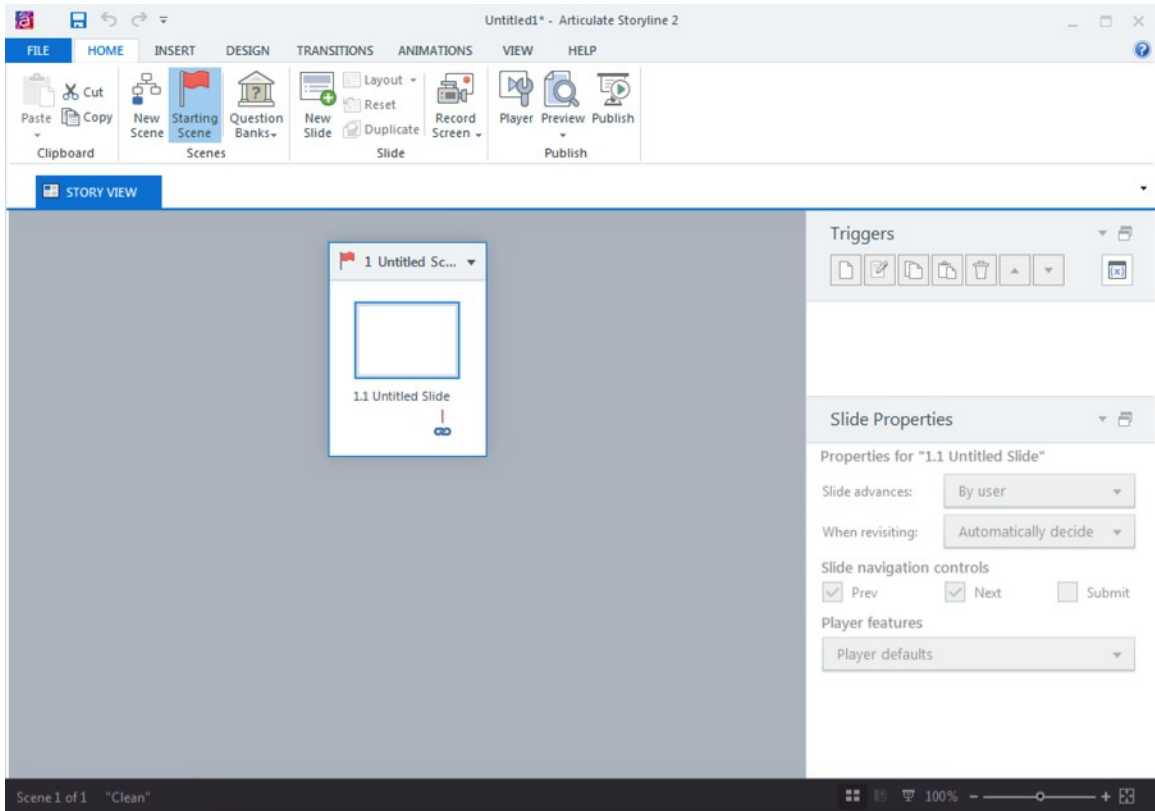 Untitled1* - Articulate Storyline 2
FILE HOME INSERT DESIGN TRANSITIONS ANIMATIONS VIEW HELP
Paste
Cut
Copy
Clipboard
New Scene
Starting Scene
Question Banks
Scenes
New Slide
Layout
Reset
Duplicate
Record Screen
Slide
Player
Preview
Publish
Publish
STORY VIEW
1 Untitled Sc...
1.1 Untitled Slide
Triggers
Slide Properties
Properties for "1.1 Untitled Slide"
Slide advances: By user
When revisiting: Automatically decide
Slide navigation controls
Prev Next Submit
Player features
Player defaults
Scene 1 of 1 "Clean" 100%